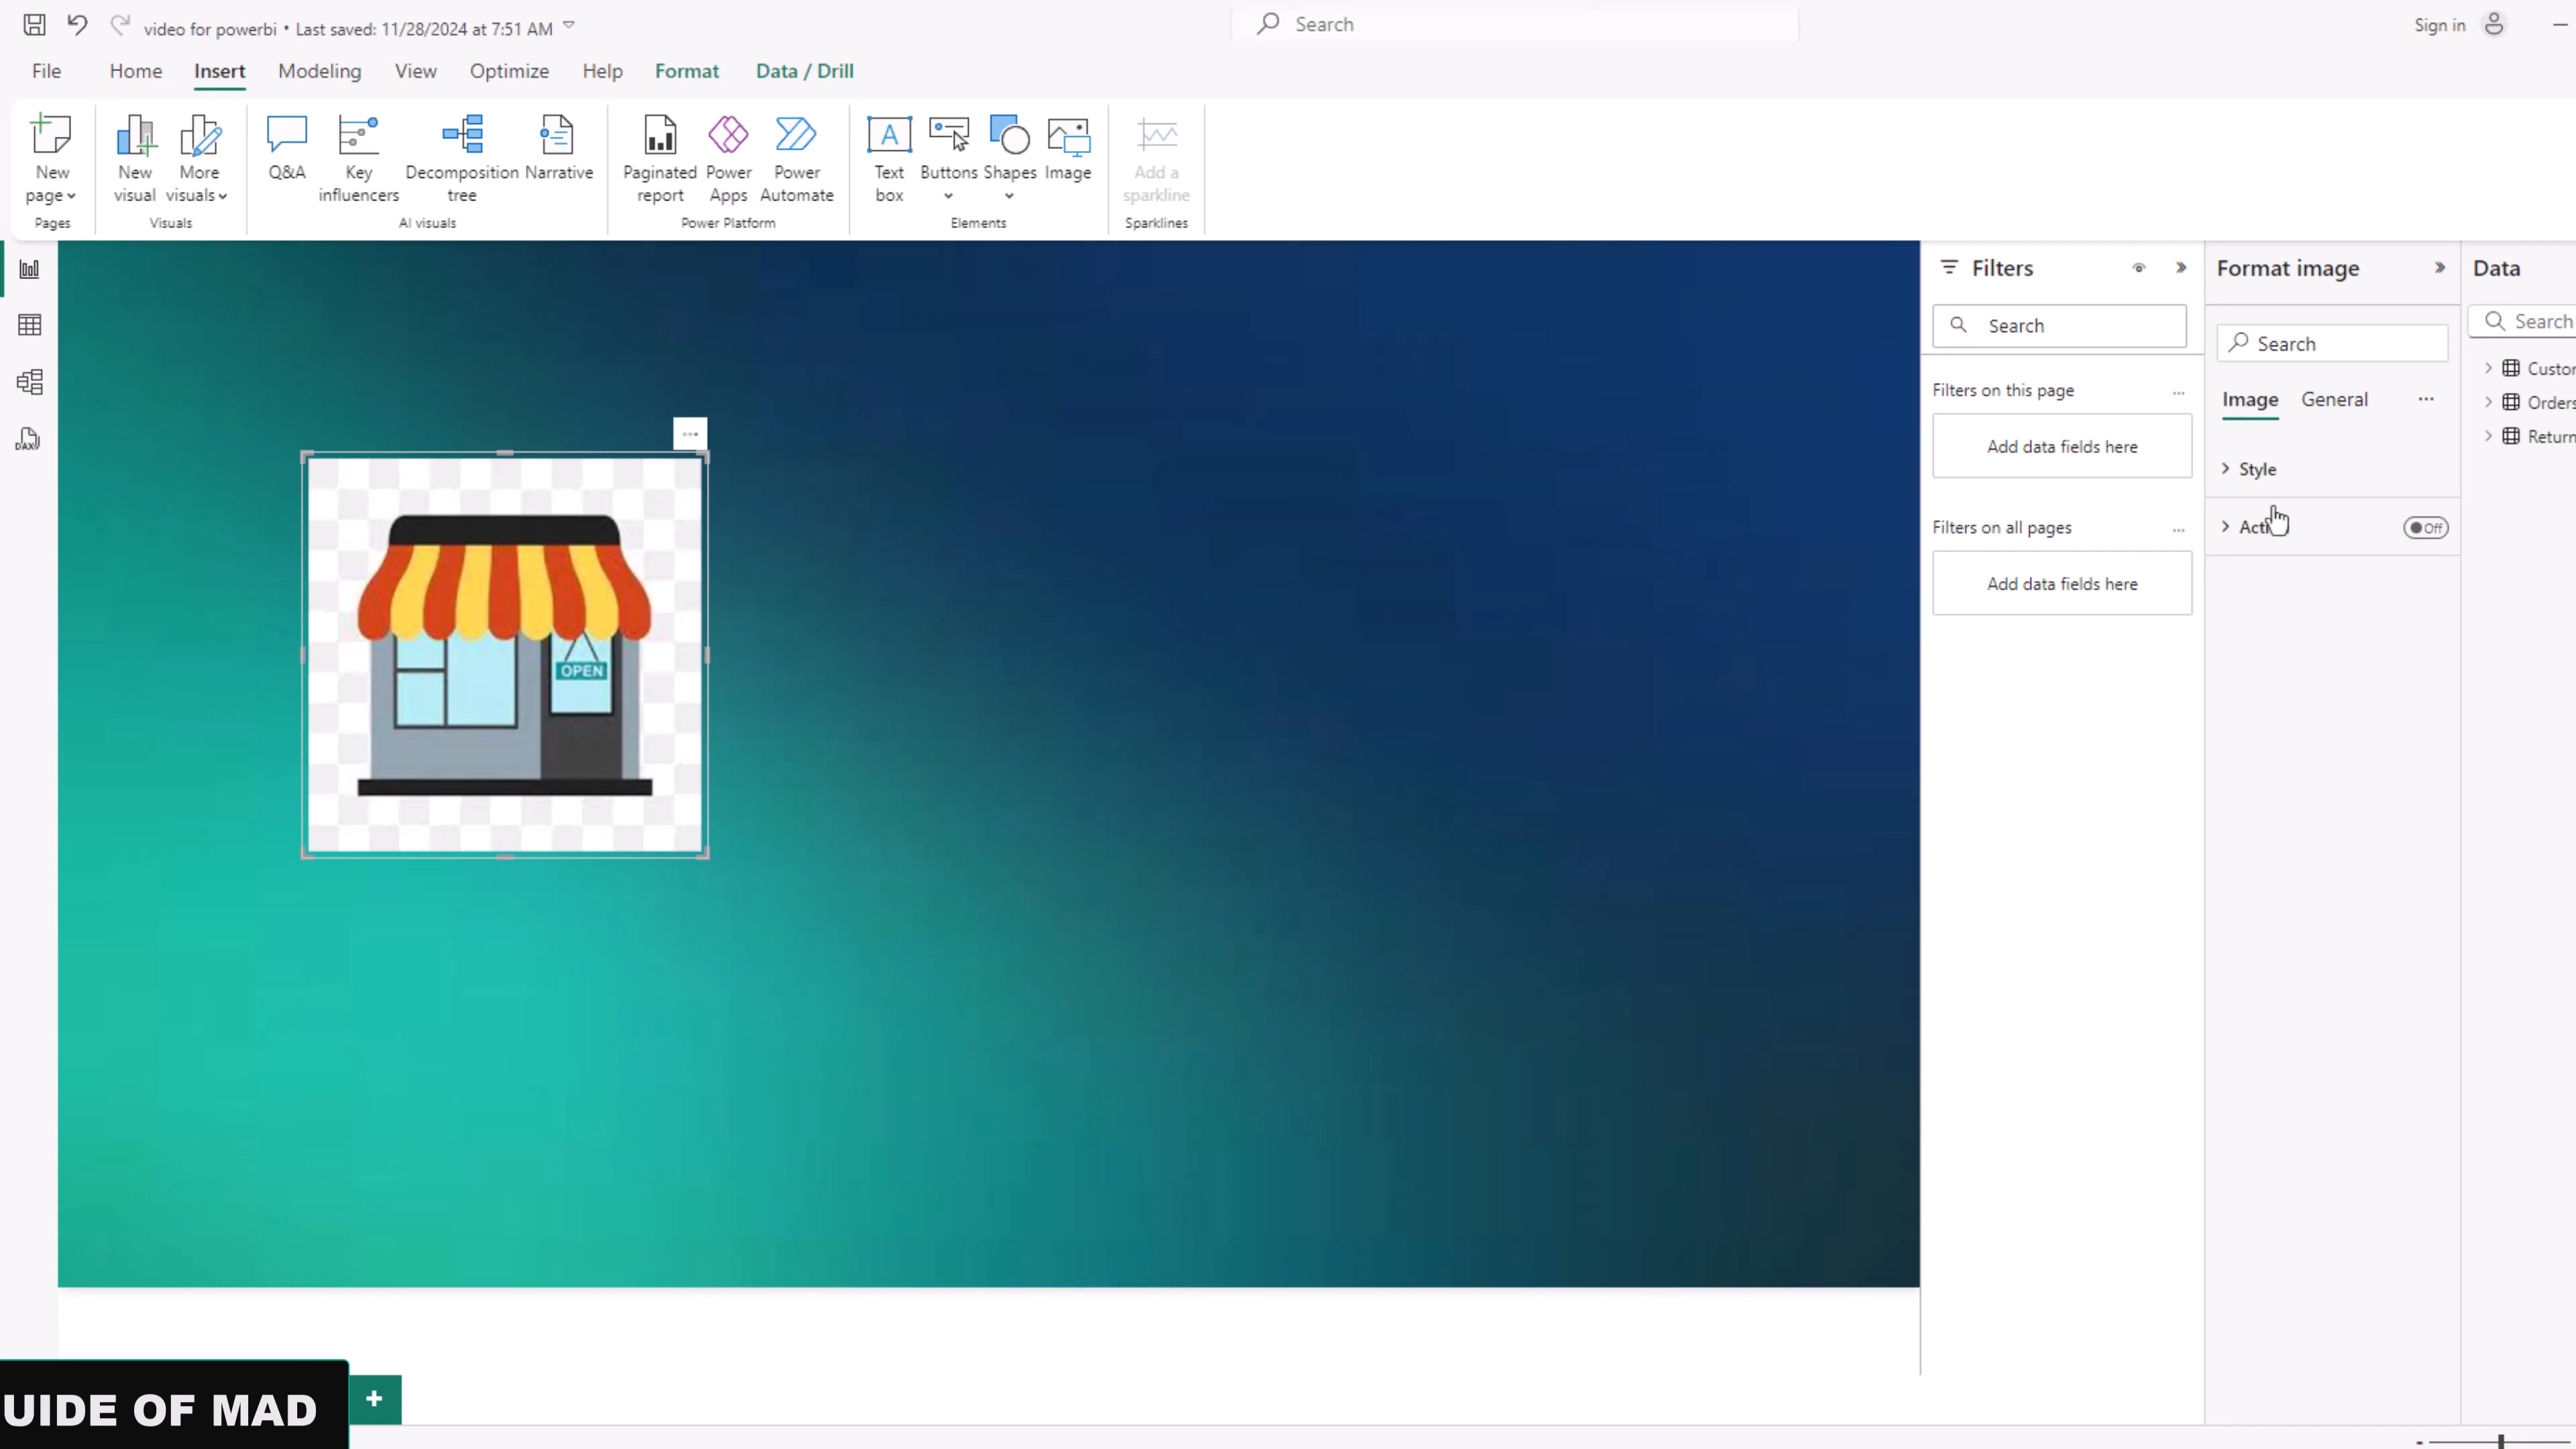 video for powerbi • Last saved: 11/28/2024 at 7:51 AM
Search
Sign in
File Home Insert Modeling View Optimize Help Format Data / Drill
New page
New visual
More visuals
Q&A
Key influencers
Decomposition tree
Narrative
Paginated report
Power Apps
Power Automate
Text box
Buttons
Shapes
Image
Add a sparkline
Pages Visuals AI visuals Power Platform Elements Sparklines
DAX
OPEN
Filters
Search
Filters on this page
Add data fields here
Filters on all pages
Add data fields here
Format image
Search
Image General
Style
Off
Data
Search
Orders
UIDE OF MAD